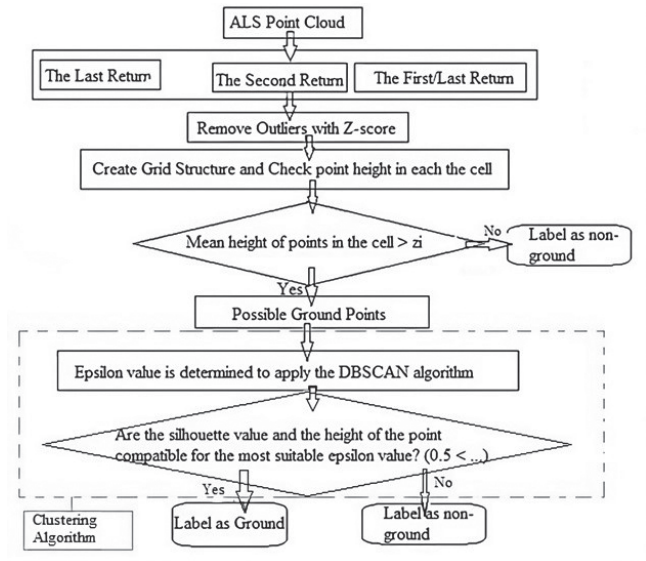 ALS Point Cloud
The Last Return
The Second Return
The First/Last Return
Remove Outliers with Z-score
Create Grid Structure and Check point height in each the cell
Mean height of points in the cell > zi
No
Label as non-
ground
Yes
Possible Ground Points
Epsilon value is determined to apply the DBSCAN algorithm
Are the silhouette value and the height of the point
compatible for the most suitable epsilon value? (0.5 < ...)
Yes
No
Clustering
Algorithm
Label as Ground
Label as non-
ground